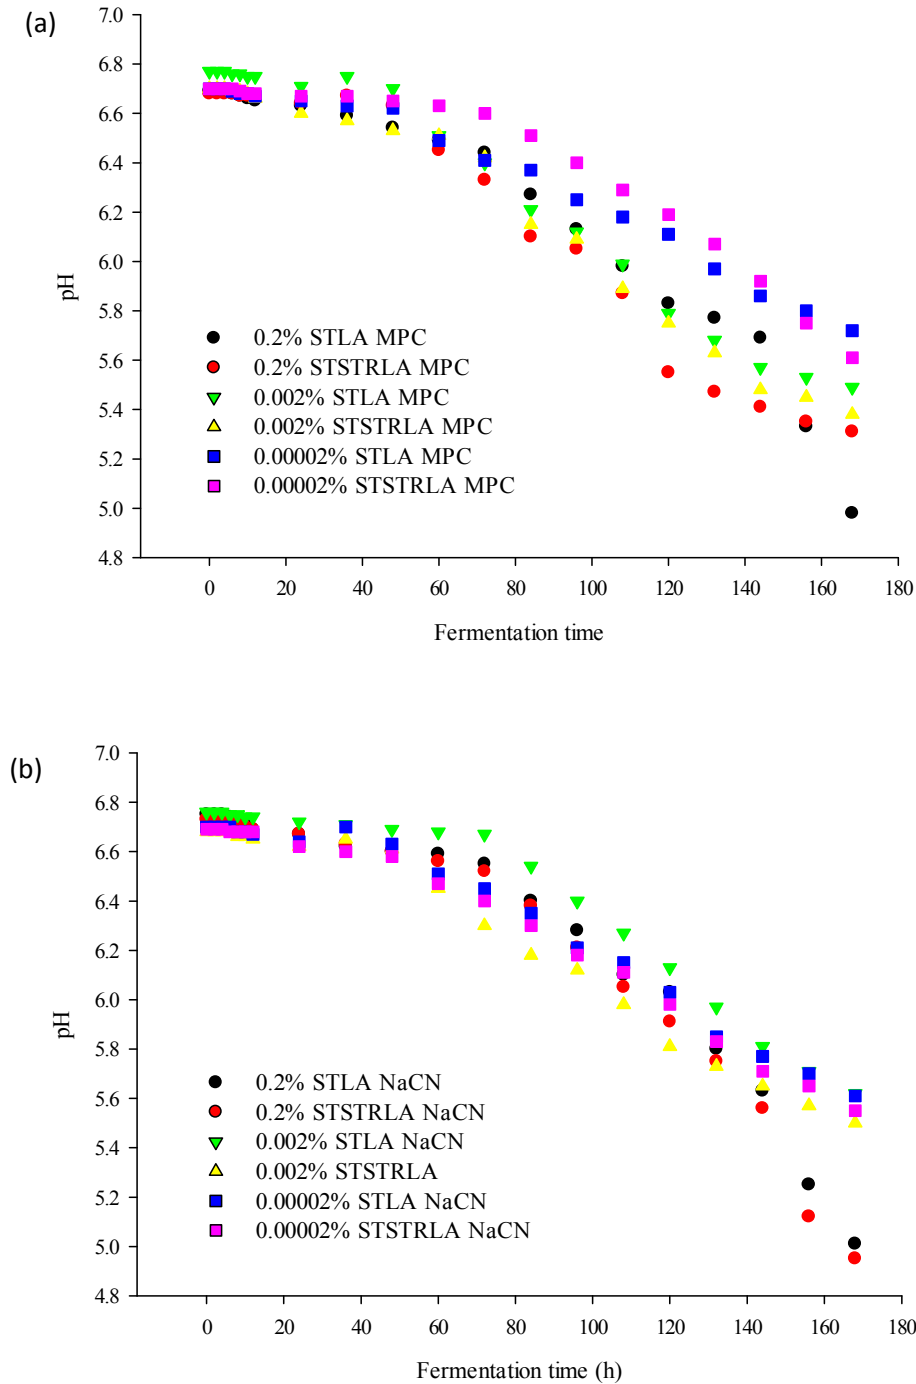 (a)
7.0
6.8
6.6
6.4
6.2
6.0
5.8
5.6
5.4
5.2
5.0
4.8
pH
0.2% STLA MPC
0.2% STSTRLA MPC
0.002% STLA MPC
0.002% STSTRLA MPC
0.00002% STLA MPC
0.00002% STSTRLA MPC
0 20 40 60 80 100 120 140 160 180
Fermentation time
(b)
7.0
6.8
6.6
6.4
6.2
6.0
5.8
5.6
5.4
5.2
5.0
4.8
pH
0.2% STLA NaCN
0.2% STSTRLA NaCN
0.002% STLA NaCN
0.002% STSTRLA
0.00002% STLA NaCN
0.00002% STSTRLA NaCN
0 20 40 60 80 100 120 140 160 180
Fermentation time (h)